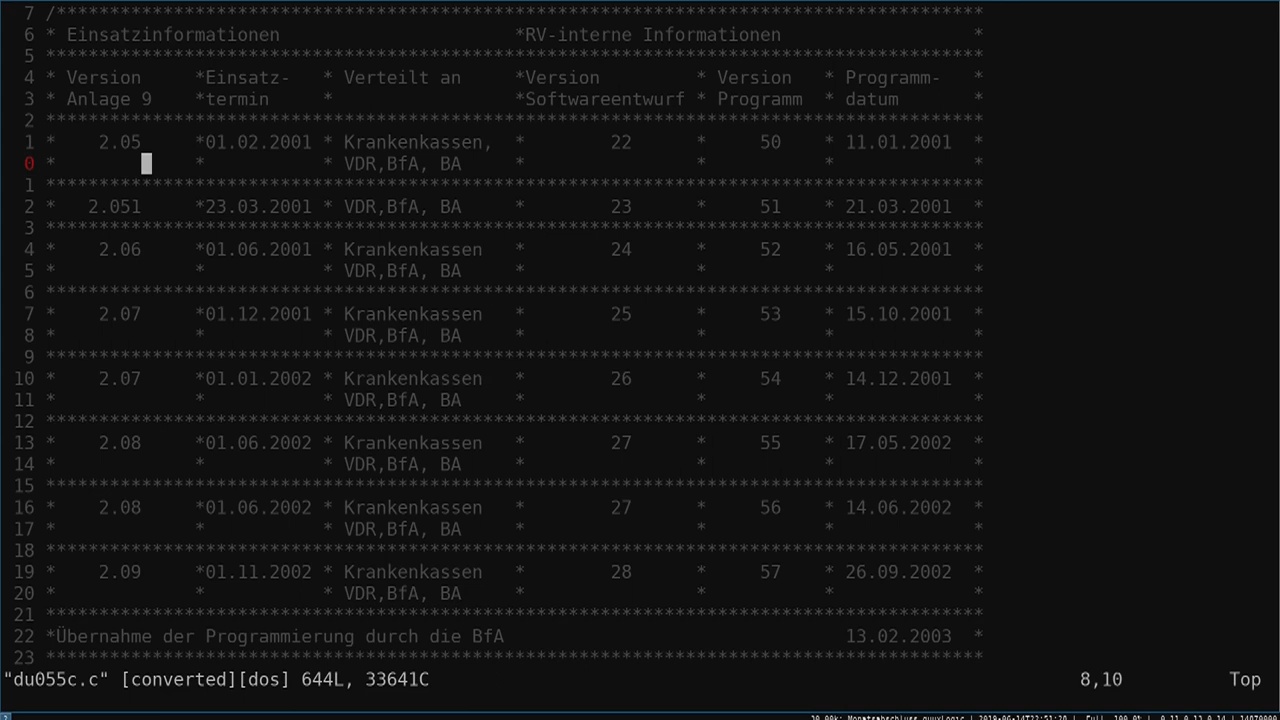 7 /***************************************************************************************
6 * Einsatzinformationen                      *RV-interne Informationen                  *
5 ****************************************************************************************
4 * Version     *Einsatz-   * Verteilt an     *Version         * Version   * Programm-   *
3 * Anlage 9    *termin     *                 *Softwareentwurf * Programm  * datum       *
2 ****************************************************************************************
1 *    2.05     *01.02.2001 * Krankenkassen,  *        22      *     50    * 11.01.2001  *
0 *             *           * VDR,BfA, BA     *                *           *             *
1 ****************************************************************************************
2 *   2.051     *23.03.2001 * VDR,BfA, BA     *        23      *     51    * 21.03.2001  *
3 ****************************************************************************************
4 *    2.06     *01.06.2001 * Krankenkassen   *        24      *     52    * 16.05.2001  *
5 *             *           * VDR,BfA, BA     *                *           *             *
6 ****************************************************************************************
7 *    2.07     *01.12.2001 * Krankenkassen   *        25      *     53    * 15.10.2001  *
8 *             *           * VDR,BfA, BA     *                *           *             *
9 ****************************************************************************************
10 *    2.07     *01.01.2002 * Krankenkassen   *        26      *     54    * 14.12.2001  *
11 *             *           * VDR,BfA, BA     *                *           *             *
12 ****************************************************************************************
13 *    2.08     *01.06.2002 * Krankenkassen   *        27      *     55    * 17.05.2002  *
14 *             *           * VDR,BfA, BA     *                *           *             *
15 ****************************************************************************************
16 *    2.08     *01.06.2002 * Krankenkassen   *        27      *     56    * 14.06.2002  *
17 *             *           * VDR,BfA, BA     *                *           *             *
18 ****************************************************************************************
19 *    2.09     *01.11.2002 * Krankenkassen   *        28      *     57    * 26.09.2002  *
20 *             *           * VDR,BfA, BA     *                *           *             *
21 ****************************************************************************************
22 *Übernahme der Programmierung durch die BfA                                13.02.2003  *
23 ****************************************************************************************
"du055c.c" [converted][dos] 644L, 33641C 8,10 Top